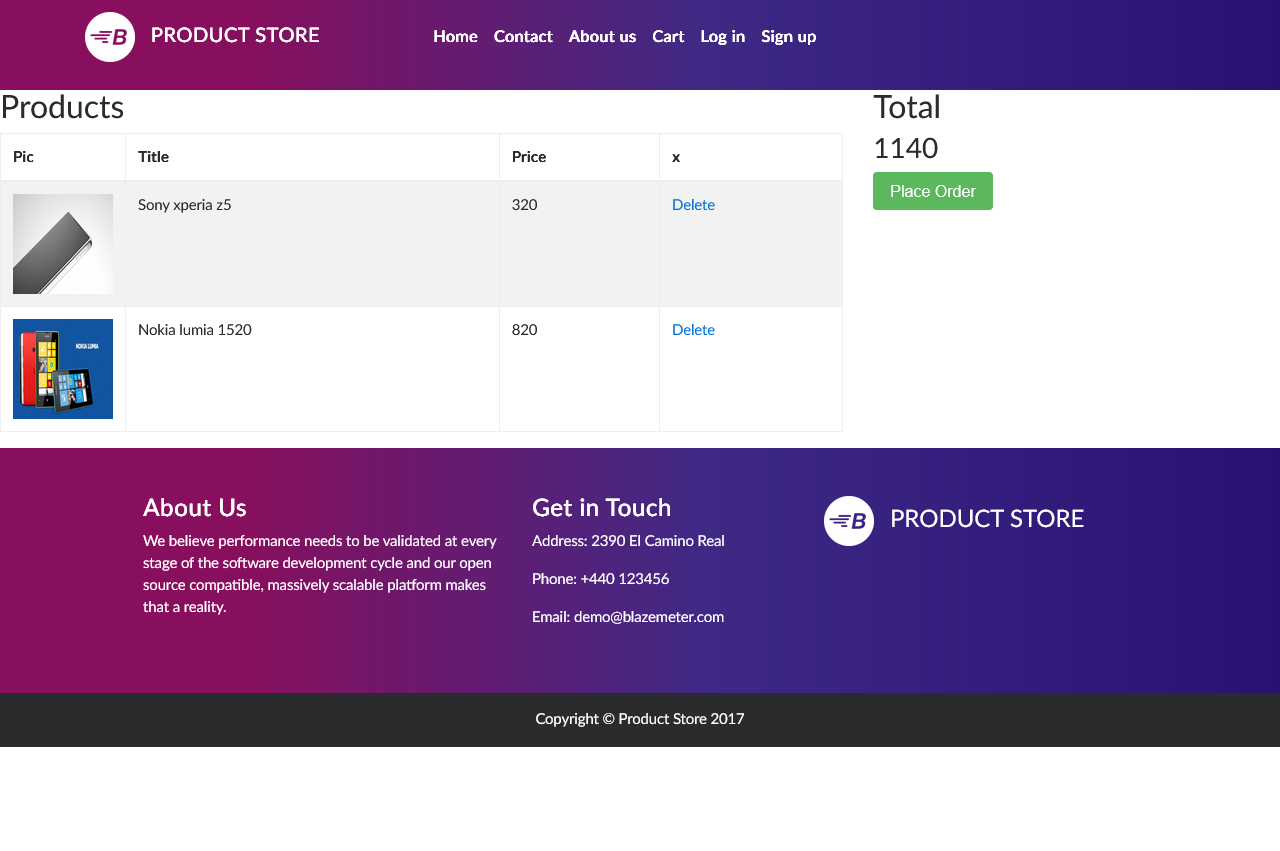 B PRODUCT STORE
Home Contact About us Cart Log in Sign up
Products
Total
1140
Place Order
Pic Title Price x
Sony xperia z5 320 Delete
NOKIA LUMIA
Nokia lumia 1520 820 Delete
About Us
We believe performance needs to be validated at every
stage of the software development cycle and our open
source compatible, massively scalable platform makes
that a reality.
Get in Touch
Address: 2390 El Camino Real
Phone: +440 123456
Email: demo@blazemeter.com
B PRODUCT STORE
Copyright © Product Store 2017